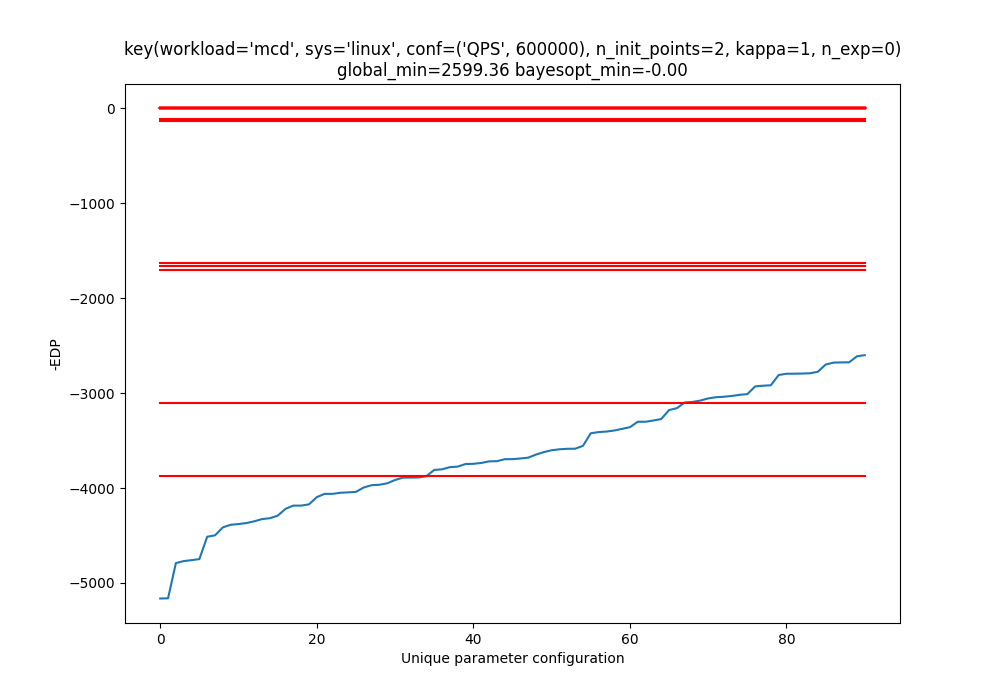 key(workload='mcd', sys='linux', conf=('QPS', 600000), n_init_points=2, kappa=1, n_exp=0)
global_min=2599.36 bayesopt_min=-0.00
0
−1000
−2000
−3000
−4000
−5000
-EDP
0 20 40 60 80
Unique parameter configuration